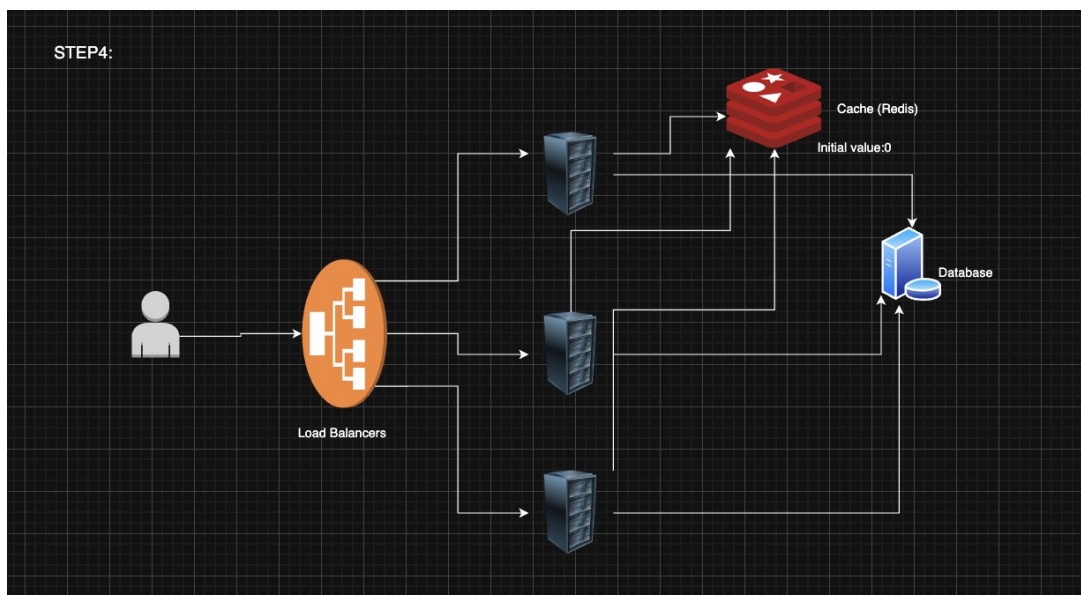 STEP4:
Cache (Redis)
Initial value:0
Database
Load Balancers